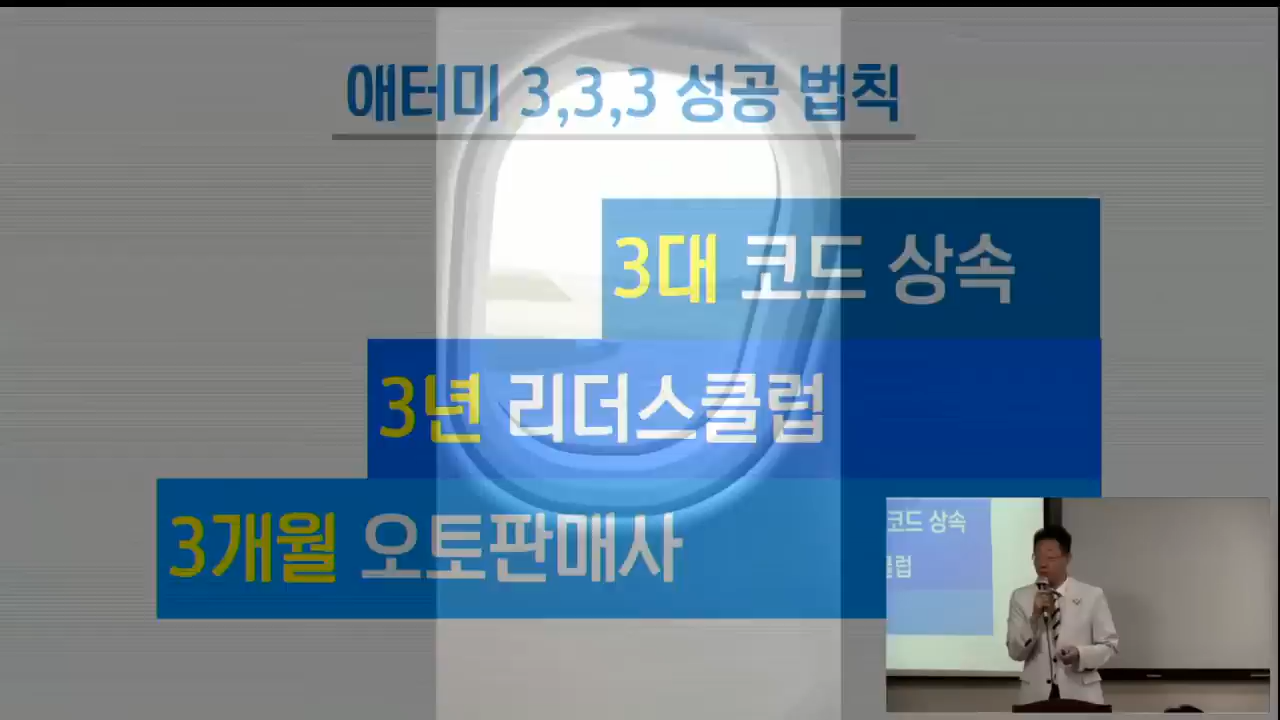 애터미 3,3,3 성공 법칙
3대 코드 상속
3년 리더스클럽
3개월 오토판매사
코드 상속
클럽